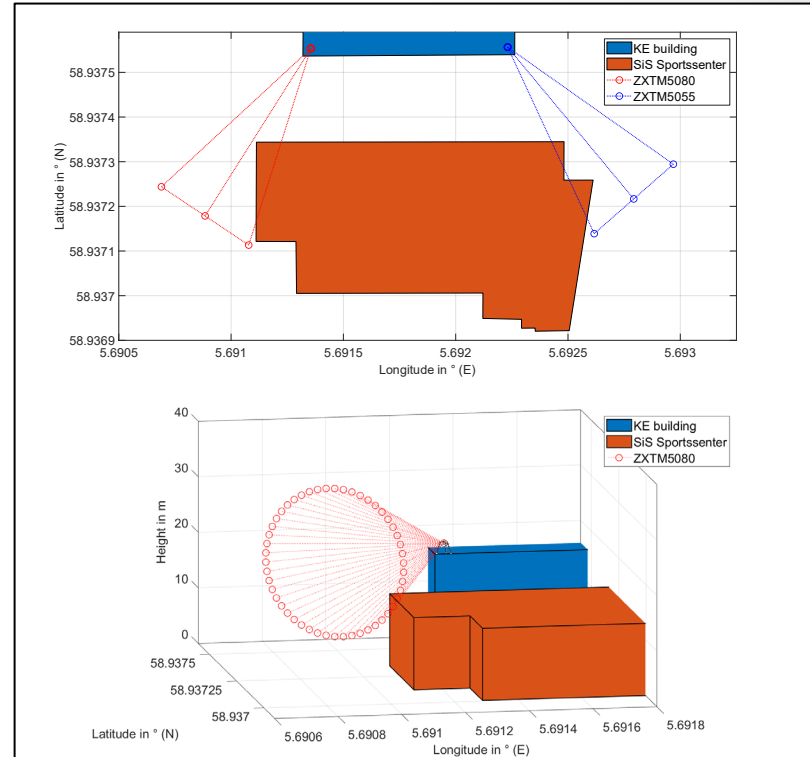 KE building
SiS Sportssenter
ZXTM5080
ZXTM5055
58.9375
58.9374
58.9373
58.9372
58.9371
58.937
58.9369
Latitude in ° (N)
5.6905 5.691 5.6915 5.692 5.6925 5.693
Longitude in ° (E)
KE building
SiS Sportssenter
ZXTM5080
40
30
20
10
0
Height in m
58.9375
58.93725
58.937
Latitude in ° (N)
5.6906 5.6908 5.691 5.6912 5.6914 5.6916 5.6918
Longitude in ° (E)